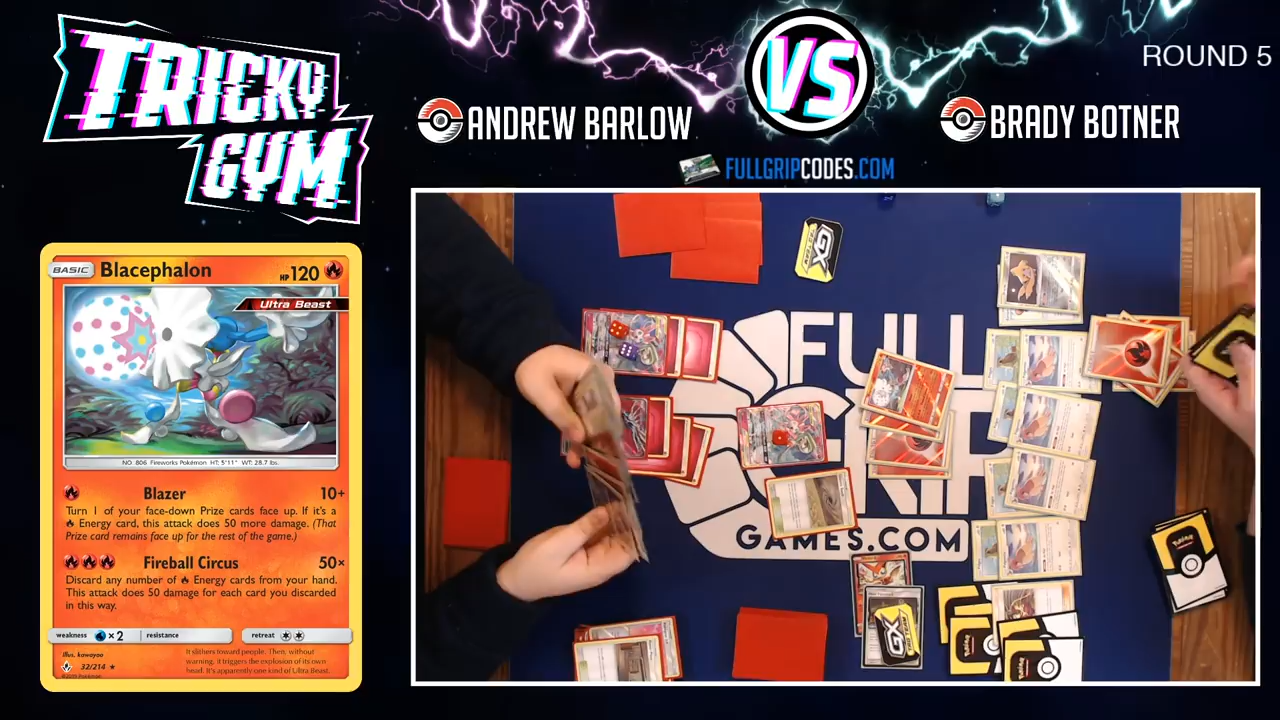 TRICKY
GYM
VS
ROUND 5
ANDREW BARLOW
BRADY BOTNER
FULLGRIPCODES.COM
BASIC Blacephalon HP 120
Ultra Beast
NO. 806 Fireworks Pokémon HT: 5'11" WT: 28.7 lbs.
Blazer 10+
Turn 1 of your face-down Prize cards face up. If it's a
Energy card, this attack does 50 more damage. (That
Prize card remains face up for the rest of the game.)
Fireball Circus 50×
Discard any number of Energy cards from your hand.
This attack does 50 damage for each card you discarded
in this way.
weakness ×2 resistance retreat
Illus. kawayoo
32/214
It slithers toward people. Then, without
warning, it triggers the explosion of its own
head. It's apparently one kind of Ultra Beast.
GX
FULL
GRIP
GAMES.COM
GX